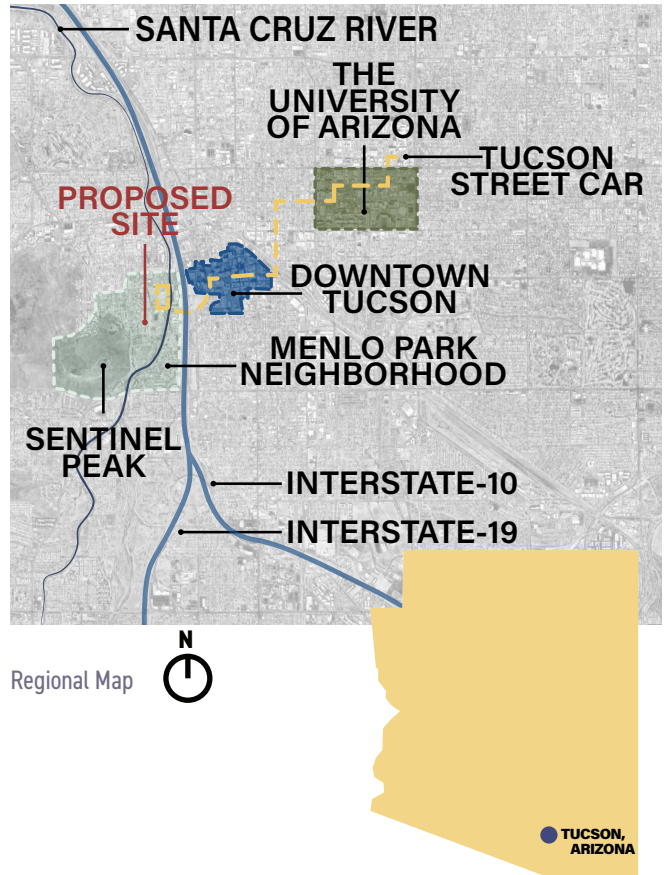 SANTA CRUZ RIVER
THE
UNIVERSITY
OF ARIZONA
TUCSON
STREET CAR
PROPOSED
SITE
DOWNTOWN
TUCSON
MENLO PARK
NEIGHBORHOOD
SENTINEL
PEAK
INTERSTATE-10
INTERSTATE-19
N
Regional Map
TUCSON,
ARIZONA